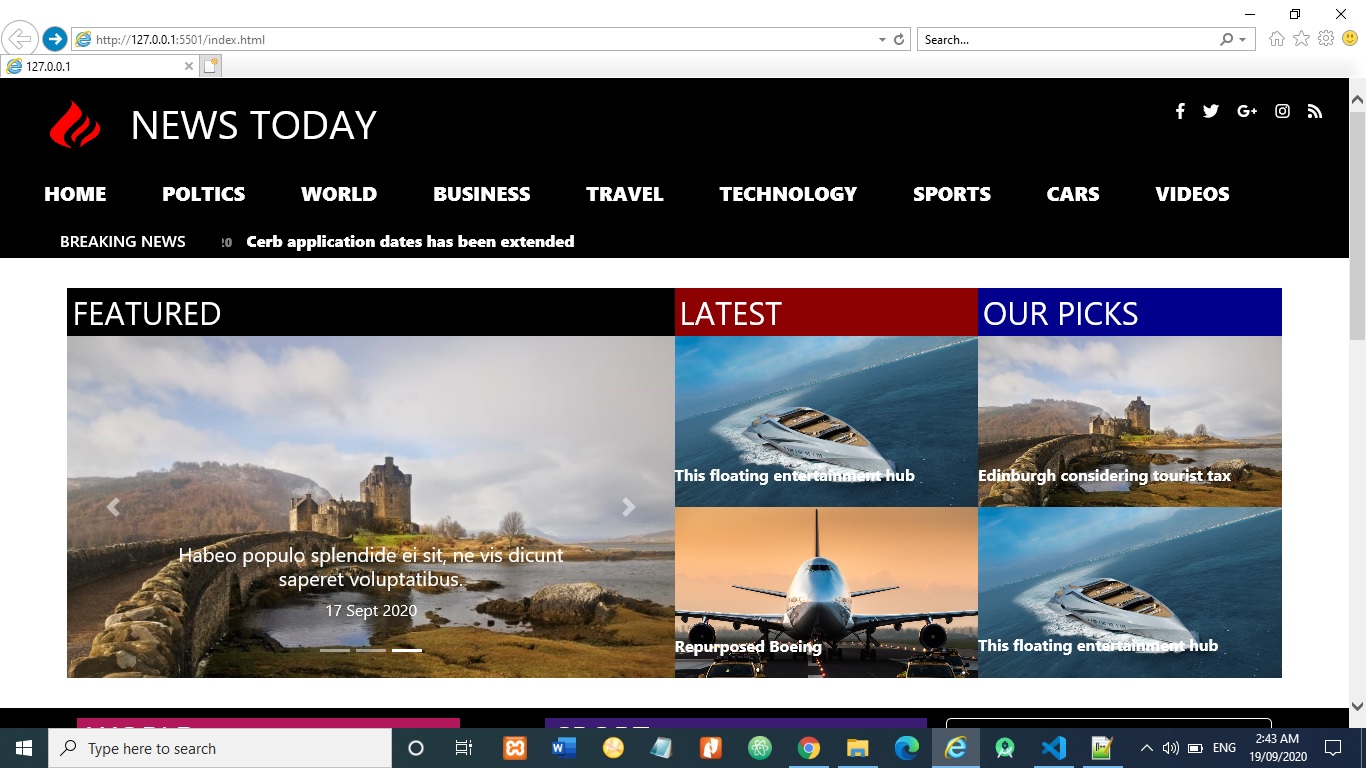 http://127.0.0.1:5501/index.html
Search...
127.0.0.1
NEWS TODAY
HOME POLTICS WORLD BUSINESS TRAVEL TECHNOLOGY SPORTS CARS VIDEOS
BREAKING NEWS Cerb application dates has been extended
FEATURED
LATEST
OUR PICKS
Habeo populo splendide ei sit, ne vis dicunt
saperet voluptatibus.
17 Sept 2020
This floating entertainment hub
Repurposed Boeing
Edinburgh considering tourist tax
This floating entertainment hub
Type here to search
ENG
2:43 AM
19/09/2020